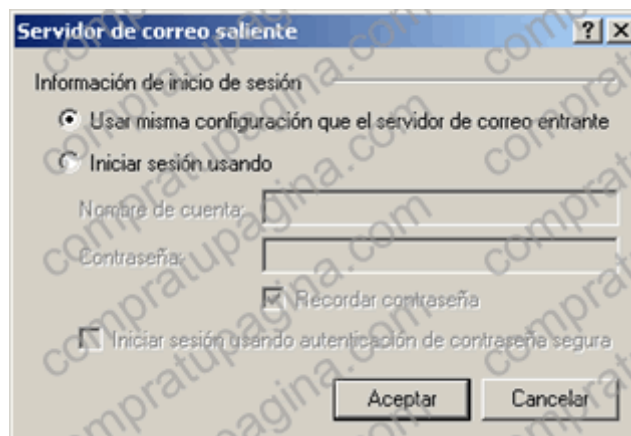 Servidor de correo saliente
Información de inicio de sesión
Usar misma configuración que el servidor de correo entrante
Iniciar sesión usando
Nombre de cuenta:
Contraseña:
Recordar contraseña
Iniciar sesión usando autenticación de contraseña segura
Aceptar Cancelar
compratupagina.com